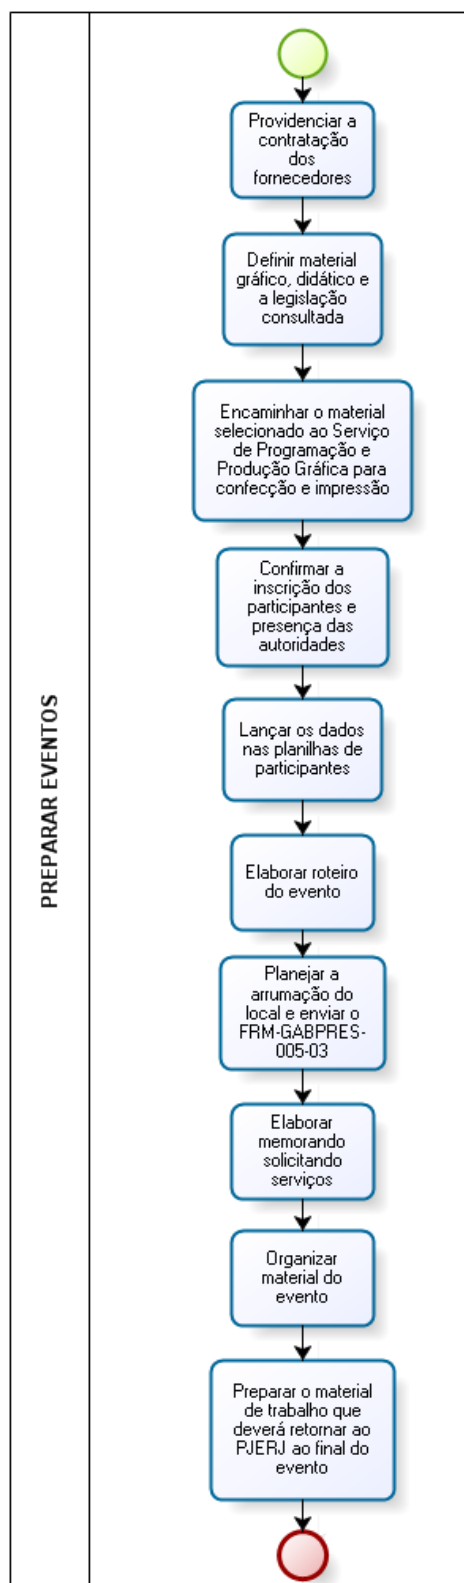 PREPARAR EVENTOS
Providenciar a
contratação
dos
fornecedores
Definir material
gráfico, didático e
a legislação
consultada
Encaminhar o material
selecionado ao Serviço
de Programação e
Produção Gráfica para
confecção e impressão
Confirmar a
inscrição dos
participantes e
presença das
autoridades
Lançar os dados
nas planilhas de
participantes
Elaborar roteiro
do evento
Planejar a
arrumação do
local e enviar o
FRM-GABPRES-
005-03
Elaborar
memorando
solicitando
serviços
Organizar
material do
evento
Preparar o material
de trabalho que
deverá retornar ao
PJERJ ao final do
evento